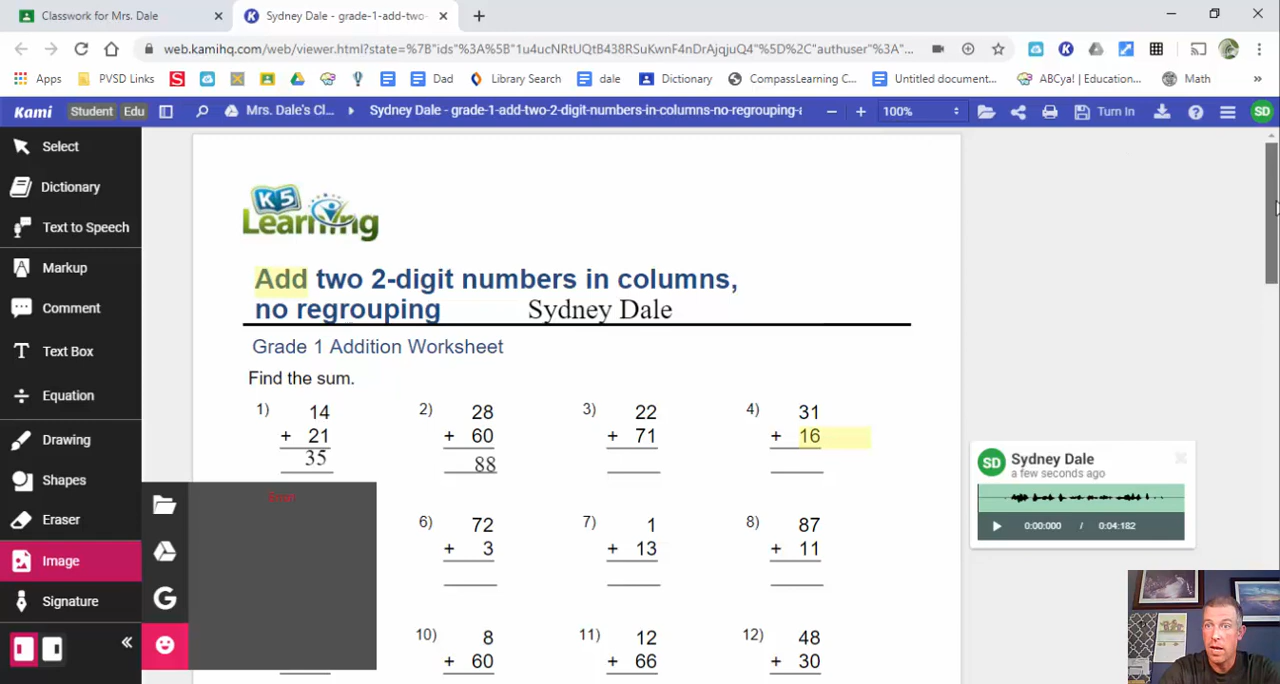 Classwork for Mrs. Dale
Sydney Dale - grade-1-add-two-
web.kamihq.com/web/viewer.html?state=%7B"ids"%3A%5B"1u4ucNRtUQtB438RSuKwnF4nDrAjqjuQ4"%5D%2C"authuser"%3A"...
Apps PVSD Links S Dad Library Search dale Dictionary CompassLearning C... Untitled document... ABCya! | Education... Math »
Kami Student Edu Mrs. Dale's Cl... Sydney Dale - grade-1-add-two-2-digit-numbers-in-columns-no-regrouping- 100% Turn In SD
Select
Dictionary
Text to Speech
Markup
Comment
Text Box
Equation
Drawing
Shapes
Eraser
Image
Signature
K5
Learning
Add two 2-digit numbers in columns,
no regrouping Sydney Dale
Grade 1 Addition Worksheet
Find the sum.
1) 14 2) 28 3) 22 4) 31
+ 21 + 60 + 71 + 16
35 88
6) 72 7) 1 8) 87
+ 3 + 13 + 11
10) 8 11) 12 12) 48
+ 60 + 66 + 30
SD Sydney Dale
a few seconds ago
0:00:000 / 0:04:182
G